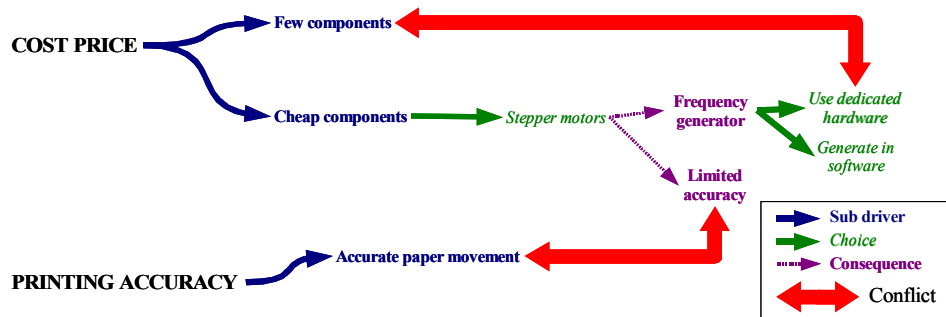 COST PRICE
Few components
Cheap components
Stepper motors
Frequency
generator
Use dedicated
hardware
Generate in
software
Limited
accuracy
PRINTING ACCURACY
Accurate paper movement
Sub driver
Choice
Consequence
Conflict